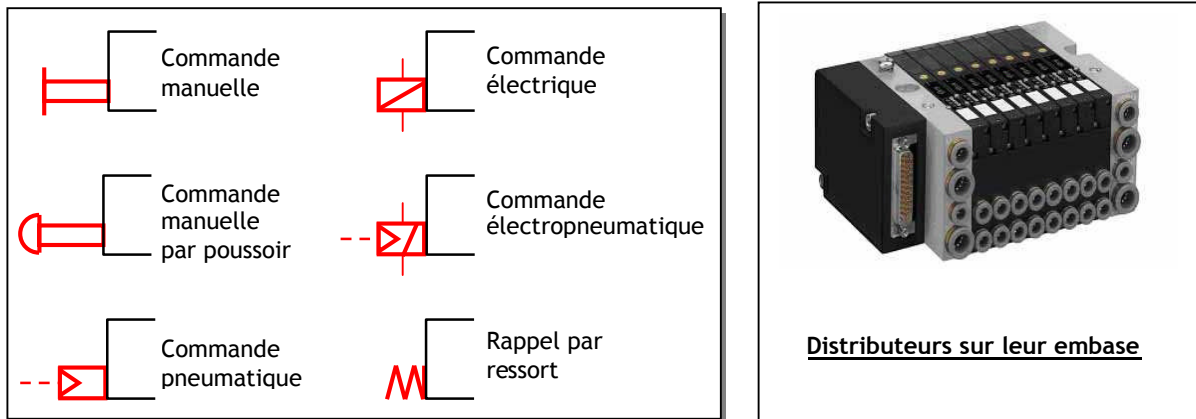 Commande
manuelle
Commande
électrique
Commande
manuelle
par poussoir
Commande
électropneumatique
Commande
pneumatique
Rappel par
ressort
Distributeurs sur leur embase